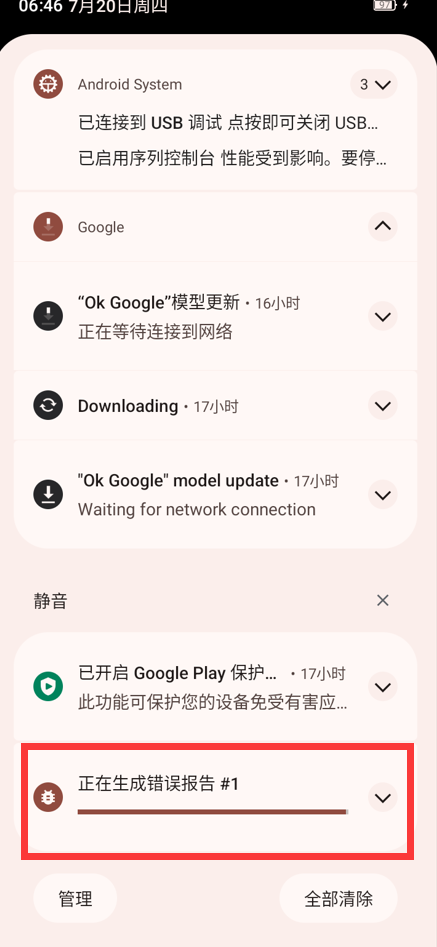 06:46 7月20日周四
97
Android System
3
已连接到 USB 调试 点按即可关闭 USB...
已启用序列控制台 性能受到影响。要停...
Google
“Ok Google”模型更新 · 16小时
正在等待连接到网络
Downloading · 17小时
"Ok Google" model update · 17小时
Waiting for network connection
静音
已开启 Google Play 保护... · 17小时
此功能可保护您的设备免受有害应...
正在生成错误报告 #1
管理
全部清除